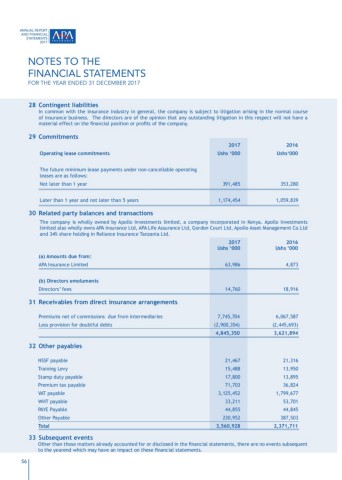 ANNUAL REPORT
AND FINANCIAL
STATEMENTS
2017
APA
NOTES TO THE
FINANCIAL STATEMENTS
FOR THE YEAR ENDED 31 DECEMBER 2017
28 Contingent liabilities
In common with the insurance industry in general, the company is subject to litigation arising in the normal course
of insurance business. The directors are of the opinion that any outstanding litigation in this respect will not have a
material effect on the financial position or profits of the company.
29 Commitments
2017 2016
Operating lease commitments Ushs '000 Ushs'000
The future minimum lease payments under non-cancellable operating
leases are as follows:
Not later than 1 year 391,485 353,280
Later than 1 year and not later than 5 years 1,174,454 1,059,839
30 Related party balances and transactions
The company is wholly owned by Apollo Investments limited, a company incorporated in Kenya. Apollo Investments
limited also wholly owns APA Insurance Ltd, APA Life Assurance Ltd, Gordon Court Ltd, Apollo Asset Management Co.Ltd
and 34% share holding in Reliance Insurance Tanzania Ltd.
2017 2016
Ushs '000 Ushs '000
(a) Amounts due from:
APA Insurance Limited 63,986 4,873
(b) Directors emoluments
Directors' fees 14,760 18,916
31 Receivables from direct insurance arrangements
Premiums net of commissions due from intermediaries 7,745,704 6,067,587
Less provision for doubtful debts (2,900,354) (2,445,693)
4,845,350 3,621,894
32 Other payables
NSSF payable 21,467 21,316
Training Levy 15,488 13,950
Stamp duty payable 17,800 13,895
Premium tax payable 71,703 36,824
VAT payable 3,125,452 1,799,677
WHT payable 33,211 53,701
PAYE Payable 44,855 44,845
Other Payable 230,952 387,503
Total 3,560,928 2,371,711
33 Subsequent events
Other than those matters already accounted for or disclosed in the financial statements, there are no events subsequent
to the yearend which may have an impact on these financial statements.
56